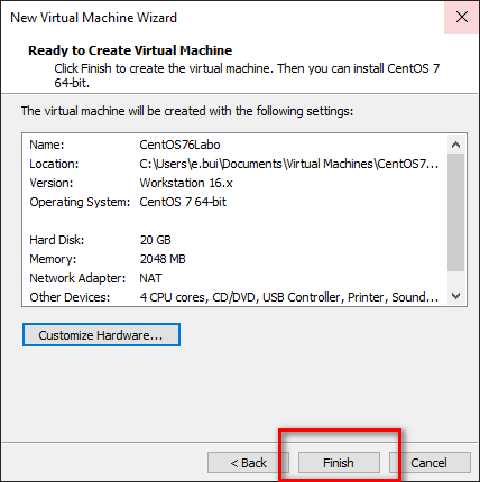 New Virtual Machine Wizard
Ready to Create Virtual Machine
Click Finish to create the virtual machine. Then you can install CentOS 7
64-bit.
The virtual machine will be created with the following settings:
Name: CentOS76Labo
Location: C:\Users\e.bui\Documents\Virtual Machines\CentOS7...
Version: Workstation 16.x
Operating System: CentOS 7 64-bit
Hard Disk: 20 GB
Memory: 2048 MB
Network Adapter: NAT
Other Devices: 4 CPU cores, CD/DVD, USB Controller, Printer, Sound...
Customize Hardware...
< Back Finish Cancel